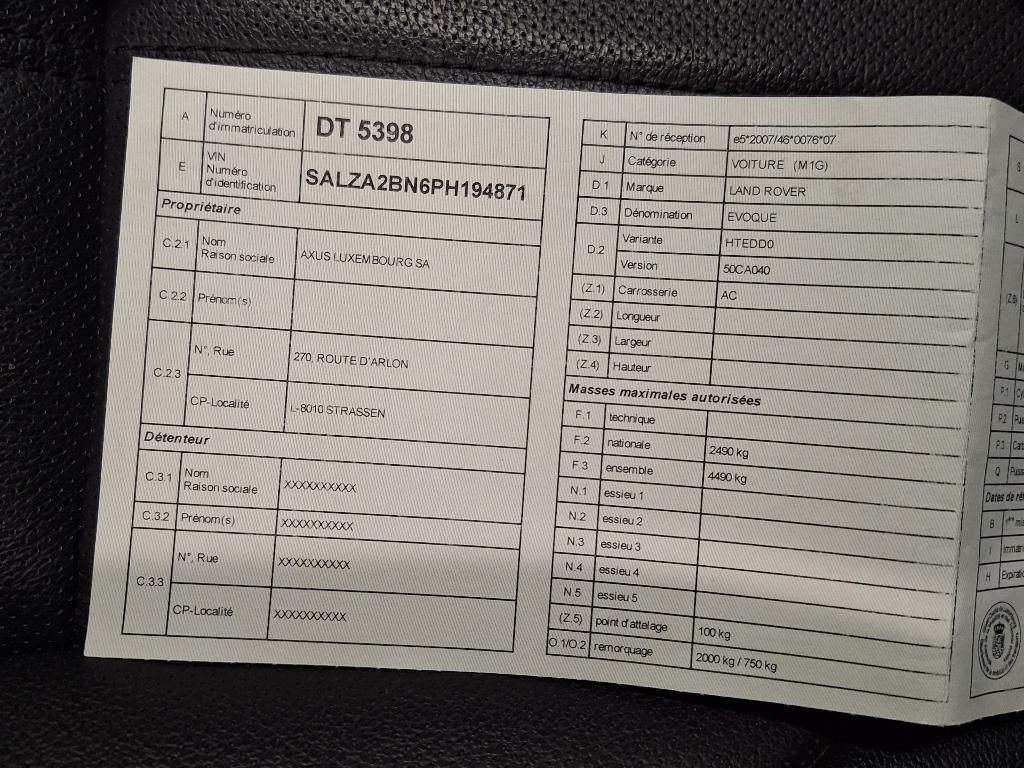 A Numéro d'immatriculation DT 5398
E VIN Numéro d'identification SALZA2BN6PH194871
Propriétaire
C.2.1 Nom Raison sociale AXUS LUXEMBOURG SA
C.2.2 Prénom(s)
C.2.3 N°, Rue 270, ROUTE D'ARLON
CP-Localité L-8010 STRASSEN
Détenteur
C.3.1 Nom Raison sociale XXXXXXXXXX
C.3.2 Prénom(s) XXXXXXXXXX
C.3.3 N°, Rue XXXXXXXXXX
CP-Localité XXXXXXXXXX
K N° de réception e5*2007/46*0076*07
J Catégorie VOITURE (M1G)
D.1 Marque LAND ROVER
D.3 Dénomination EVOQUE
D.2 Variante HTEDD0
Version 50CA040
(Z.1) Carrosserie AC
(Z.2) Longueur
(Z.3) Largeur
(Z.4) Hauteur
Masses maximales autorisées
F.1 technique
F.2 nationale 2490 kg
F.3 ensemble 4490 kg
N.1 essieu 1
N.2 essieu 2
N.3 essieu 3
N.4 essieu 4
N.5 essieu 5
(Z.5) point d'attelage 100 kg
O.1/O.2 remorquage 2000 kg / 750 kg
L
G
P.1
P.2
P.3
Q
Dates de
B
I
H